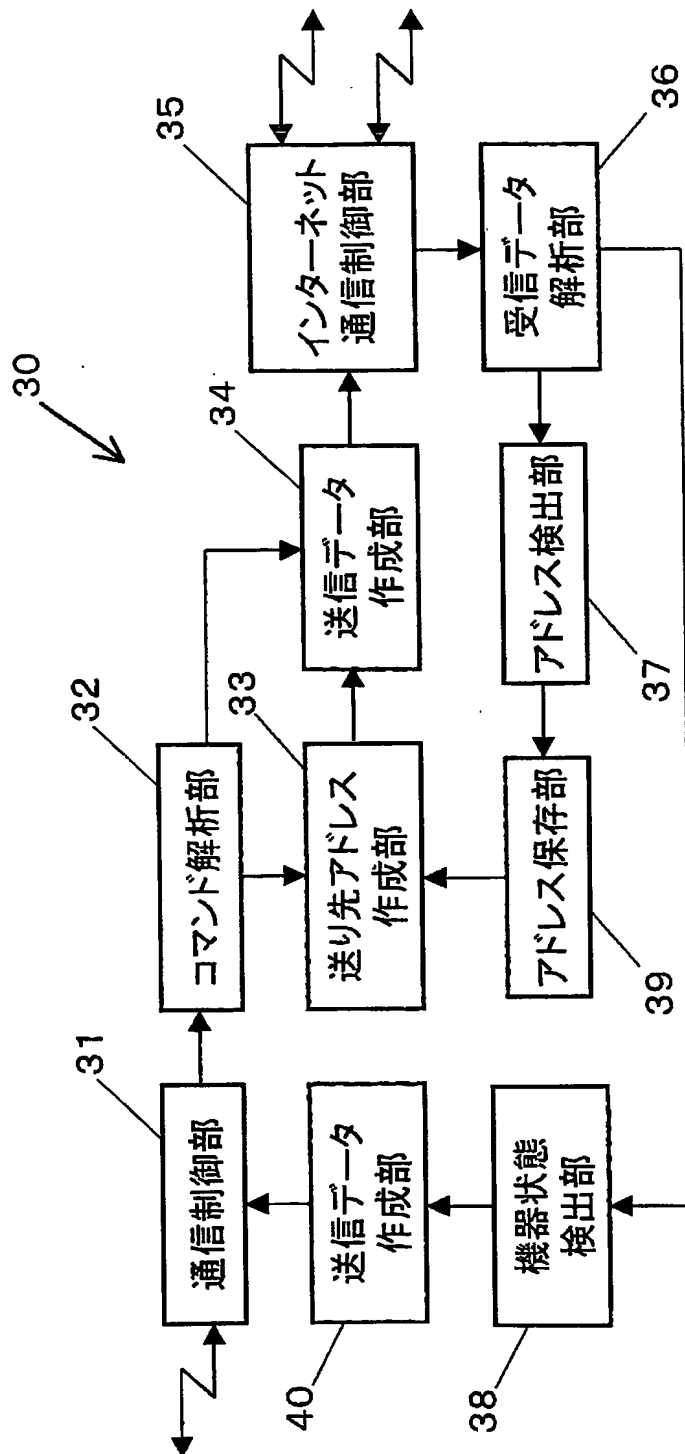 30
31
通信制御部
32
コマンド解析部
33
送り先アドレス
作成部
34
送信データ
作成部
35
インターネット
通信制御部
40
送信データ
作成部
38
機器状態
検出部
39
アドレス保存部
37
アドレス検出部
36
受信データ
解析部